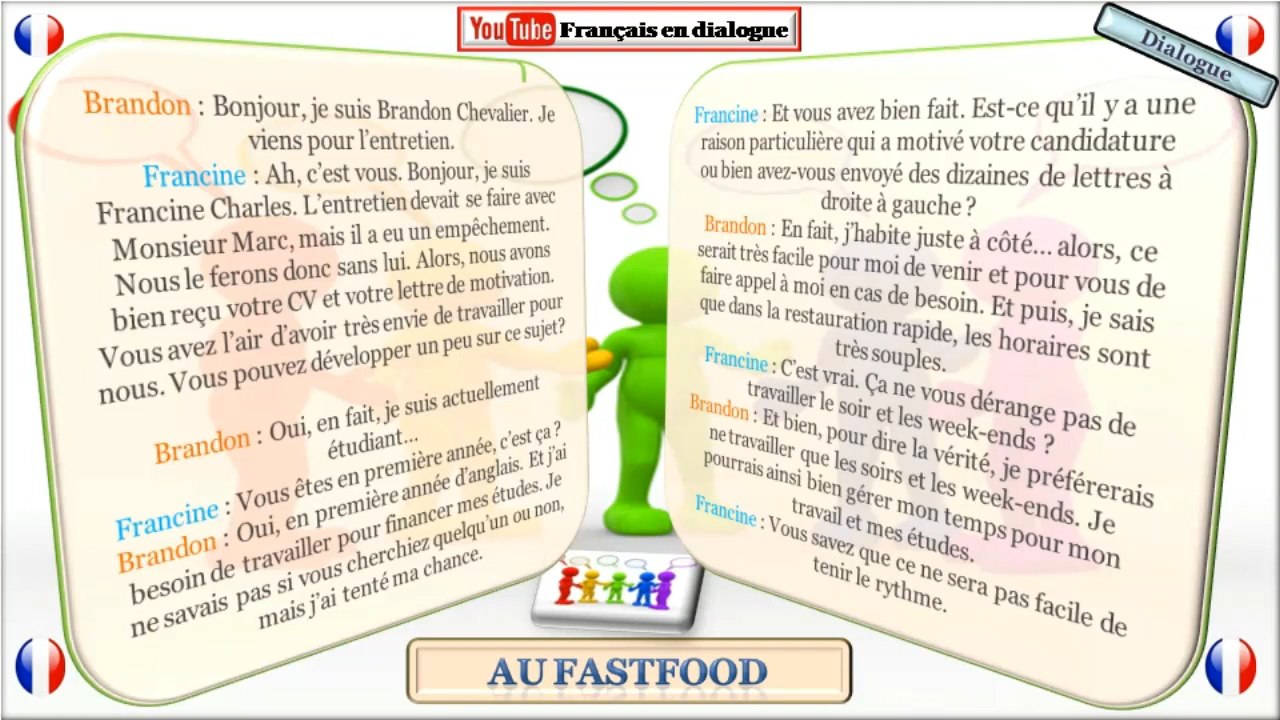 YouTube Français en dialogue
Dialogue
Brandon : Bonjour, je suis Brandon Chevalier. Je
viens pour l'entretien.
Francine : Ah, c'est vous. Bonjour, je suis
Francine Charles. L'entretien devait se faire avec
Monsieur Marc, mais il a eu un empêchement.
Nous le ferons donc sans lui. Alors, nous avons
bien reçu votre CV et votre lettre de motivation.
Vous avez l'air d'avoir très envie de travailler pour
nous. Vous pouvez développer un peu sur ce sujet?
Brandon : Oui, en fait, je suis actuellement
étudiant...
Francine : Vous êtes en première année, c'est ça ?
Brandon : Oui, en première année d'anglais. Et j'ai
besoin de travailler pour financer mes études. Je
ne savais pas si vous cherchiez quelqu'un ou non,
mais j'ai tenté ma chance.
Francine : Et vous avez bien fait. Est-ce qu'il y a une
raison particulière qui a motivé votre candidature
ou bien avez-vous envoyé des dizaines de lettres à
droite à gauche ?
Brandon : En fait, j'habite juste à côté... alors, ce
serait très facile pour moi de venir et pour vous de
faire appel à moi en cas de besoin. Et puis, je sais
que dans la restauration rapide, les horaires sont
très souples.
Francine : C'est vrai. Ça ne vous dérange pas de
travailler le soir et les week-ends ?
Brandon : Et bien, pour dire la vérité, je préférerais
ne travailler que les soirs et les week-ends. Je
pourrais ainsi bien gérer mon temps pour mon
travail et mes études.
Francine : Vous savez que ce ne sera pas facile de
tenir le rythme.
AU FASTFOOD